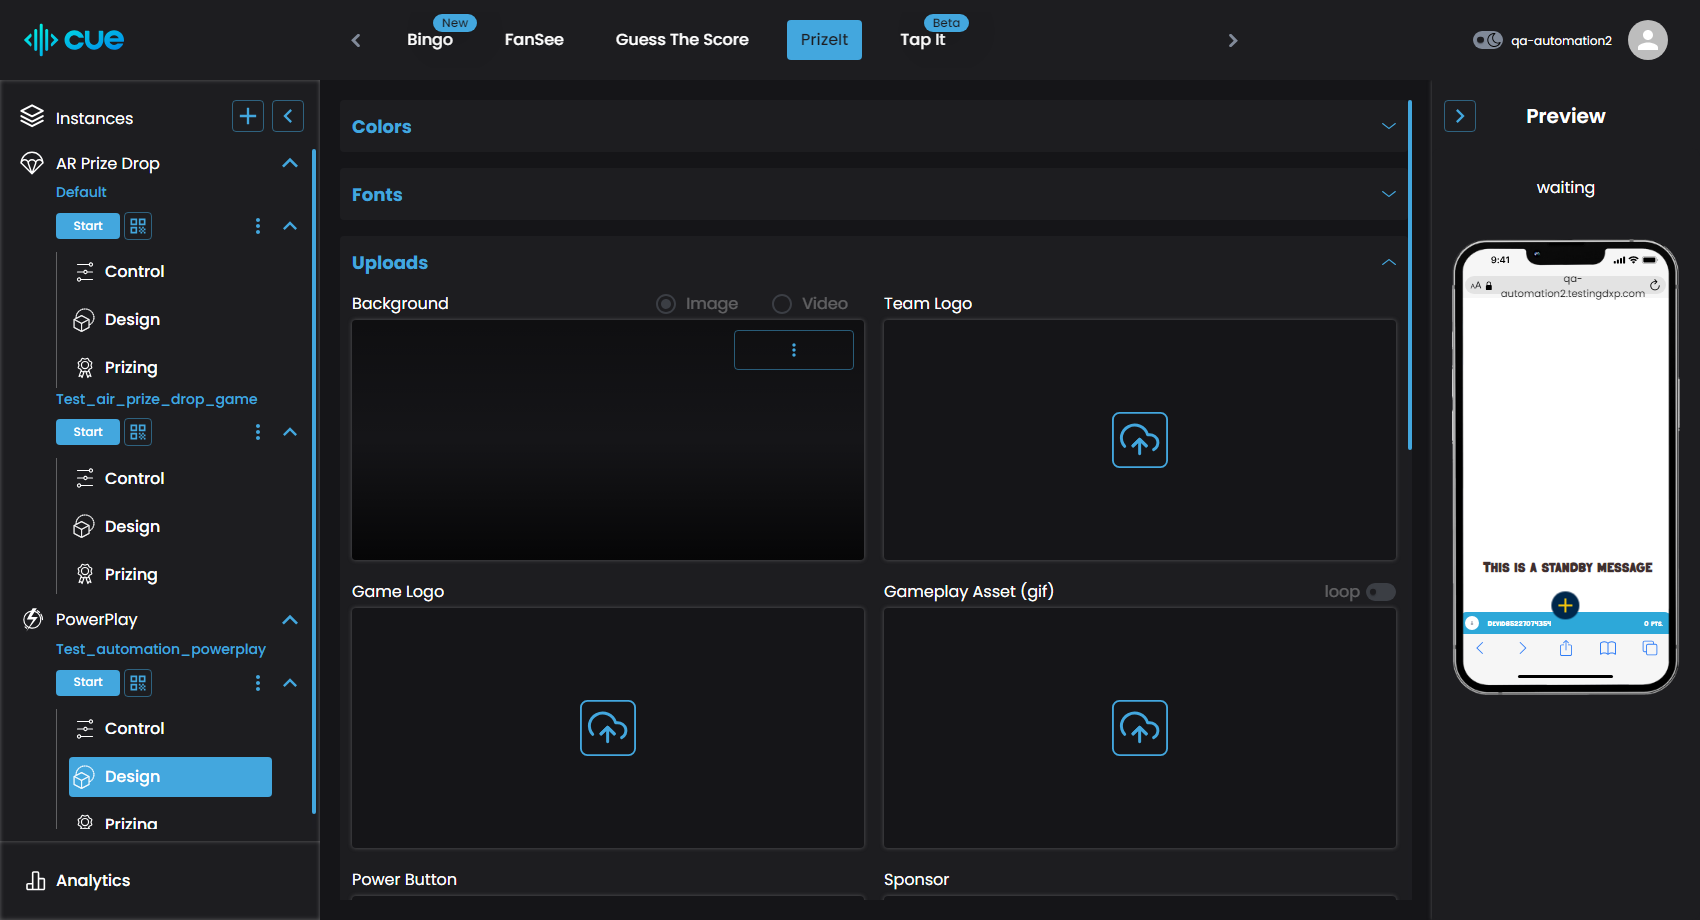 cue
Bingo
New
FanSee
Guess The Score
PrizeIt
Tap It
Beta
qa-automation2
Instances
AR Prize Drop
Default
Start
Control
Design
Prizing
Test_air_prize_drop_game
Start
Control
Design
Prizing
PowerPlay
Test_automation_powerplay
Start
Control
Design
Prizing
Analytics
Colors
Fonts
Uploads
Background
Image
Video
Team Logo
Game Logo
Gameplay Asset (gif)
loop
Power Button
Sponsor
Preview
waiting
9:41
AA
qa-
automation2.testingdxp.com
THIS IS A STANDBY MESSAGE
0 PTS.